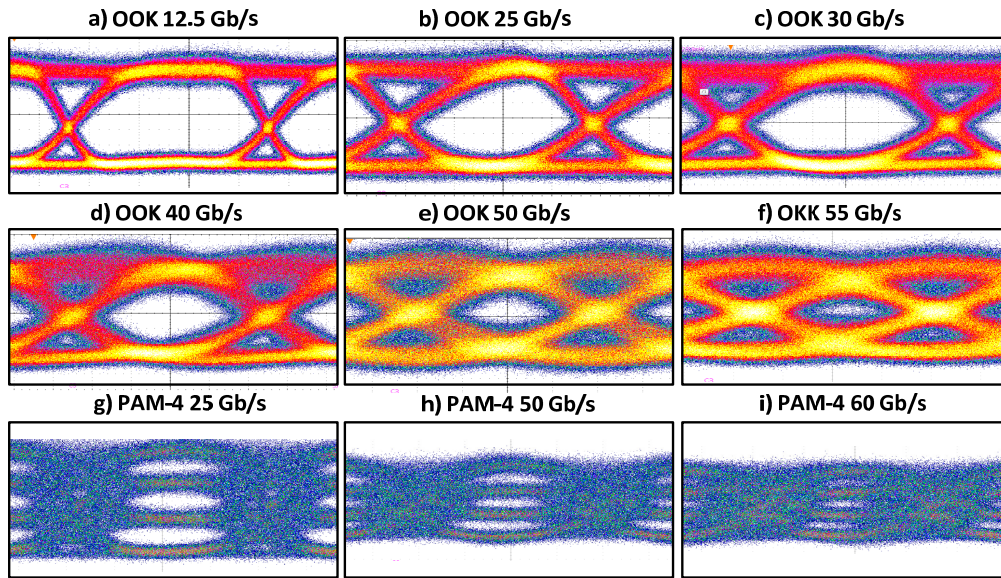 a) OOK 12.5 Gb/s
b) OOK 25 Gb/s
c) OOK 30 Gb/s
d) OOK 40 Gb/s
e) OOK 50 Gb/s
f) OKK 55 Gb/s
g) PAM-4 25 Gb/s
h) PAM-4 50 Gb/s
i) PAM-4 60 Gb/s